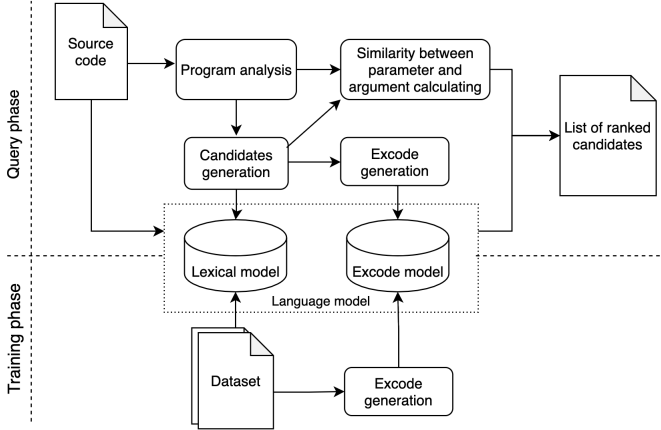 Query phase
Source
code
Program analysis
Similarity between
parameter and
argument calculating
List of ranked
candidates
Candidates
generation
Excode
generation
Lexical model
Excode model
Language model
Training phase
Dataset
Excode
generation